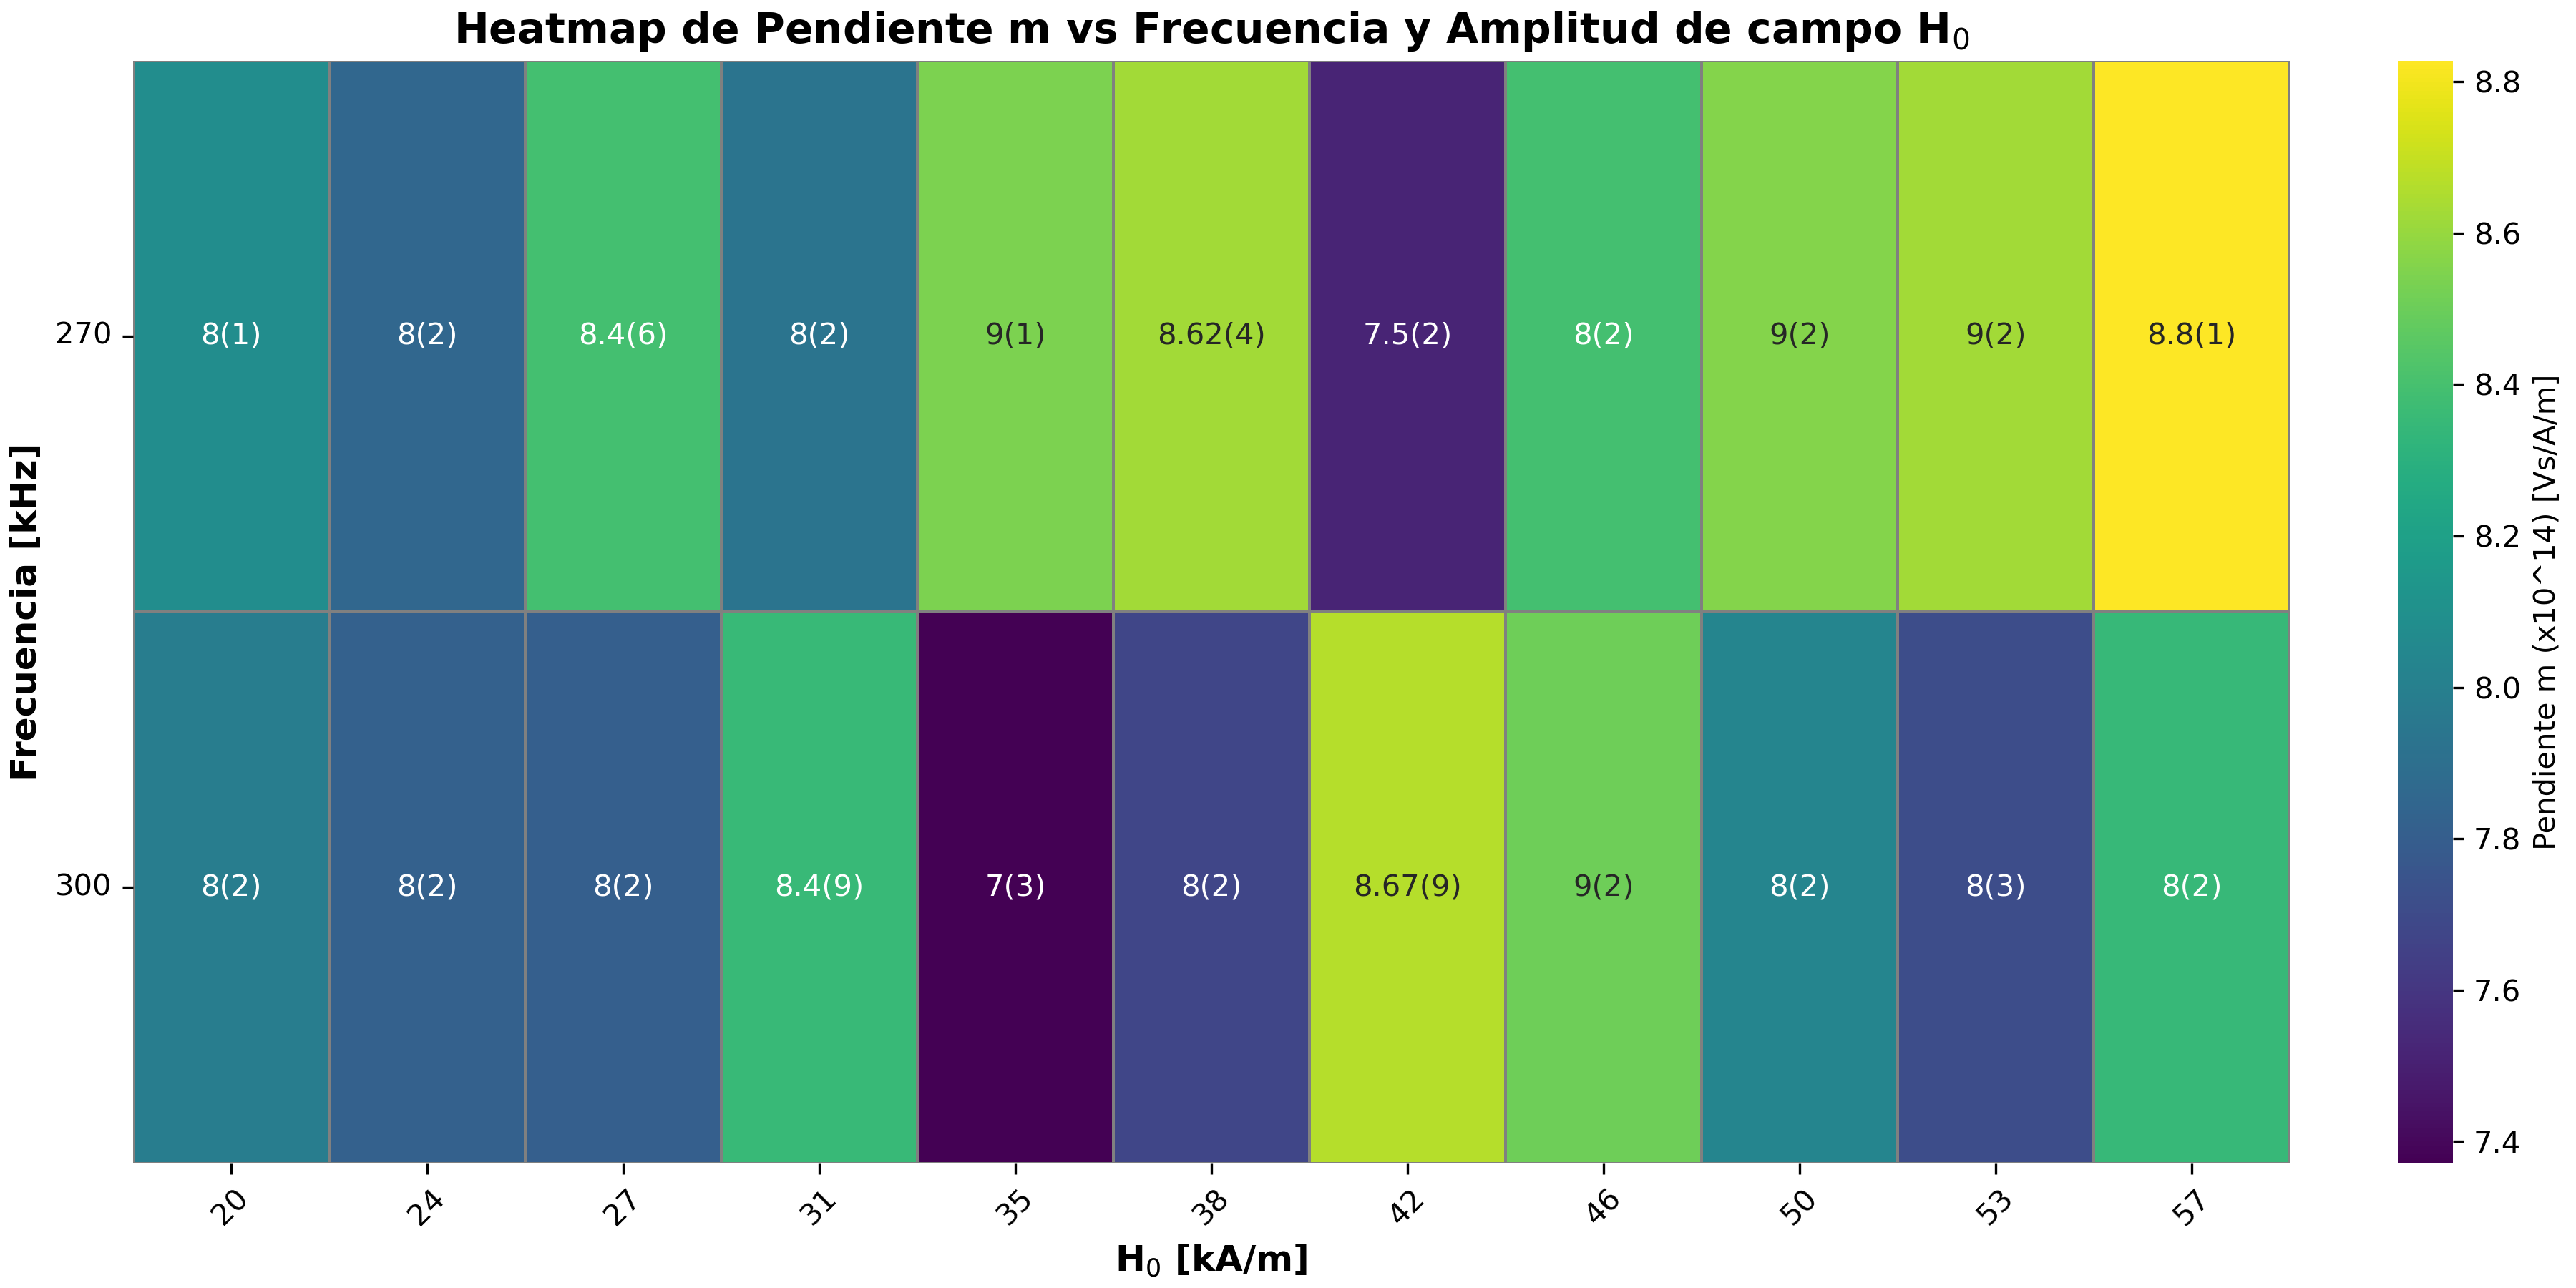 Heatmap de Pendiente m vs Frecuencia y Amplitud de campo H₀
Frecuencia [kHz]
270
8(1) 8(2) 8.4(6) 8(2) 9(1) 8.62(4) 7.5(2) 8(2) 9(2) 9(2) 8.8(1)
300
8(2) 8(2) 8(2) 8.4(9) 7(3) 8(2) 8.67(9) 9(2) 8(2) 8(3) 8(2)
20 24 27 31 35 38 42 46 50 53 57
H₀ [kA/m]
8.8
8.6
8.4
8.2
8.0
7.8
7.6
7.4
Pendiente m (x10^14) [Vs/A/m]